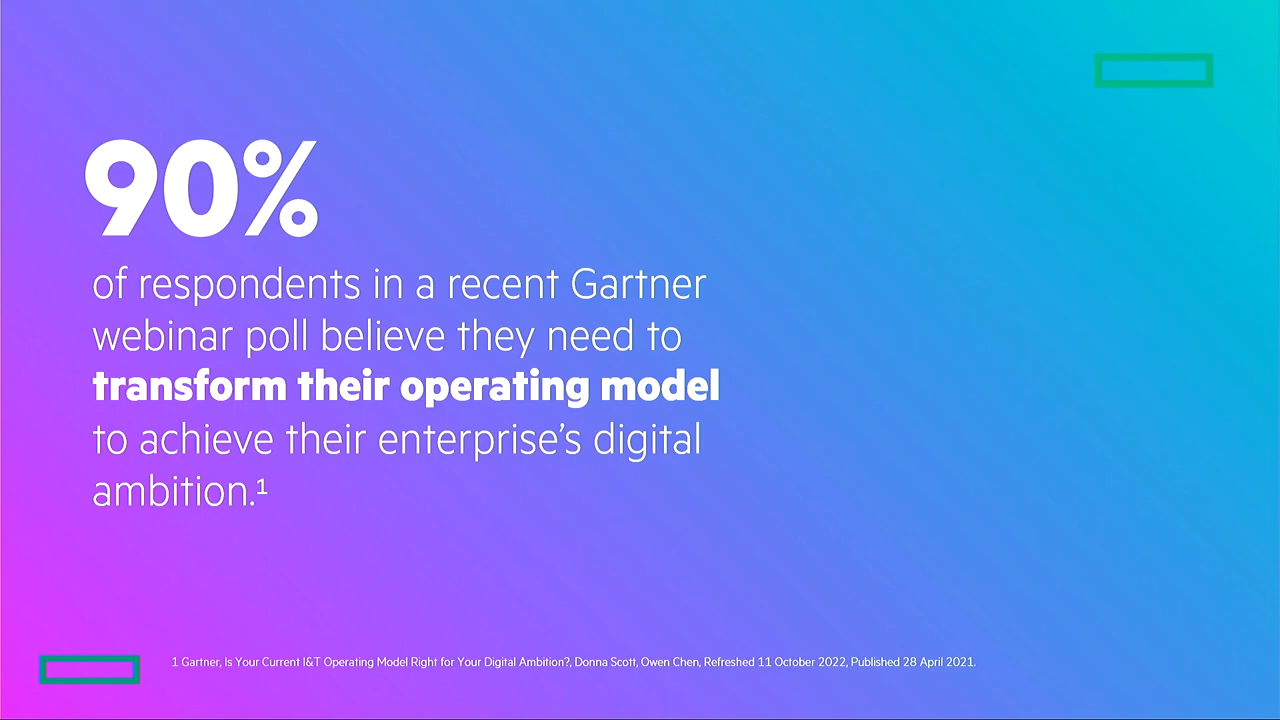 90%
of respondents in a recent Gartner
webinar poll believe they need to
transform their operating model
to achieve their enterprise’s digital
ambition.¹
1 Gartner, Is Your Current I&T Operating Model Right for Your Digital Ambition?, Donna Scott, Owen Chen, Refreshed 11 October 2022, Published 28 April 2021.